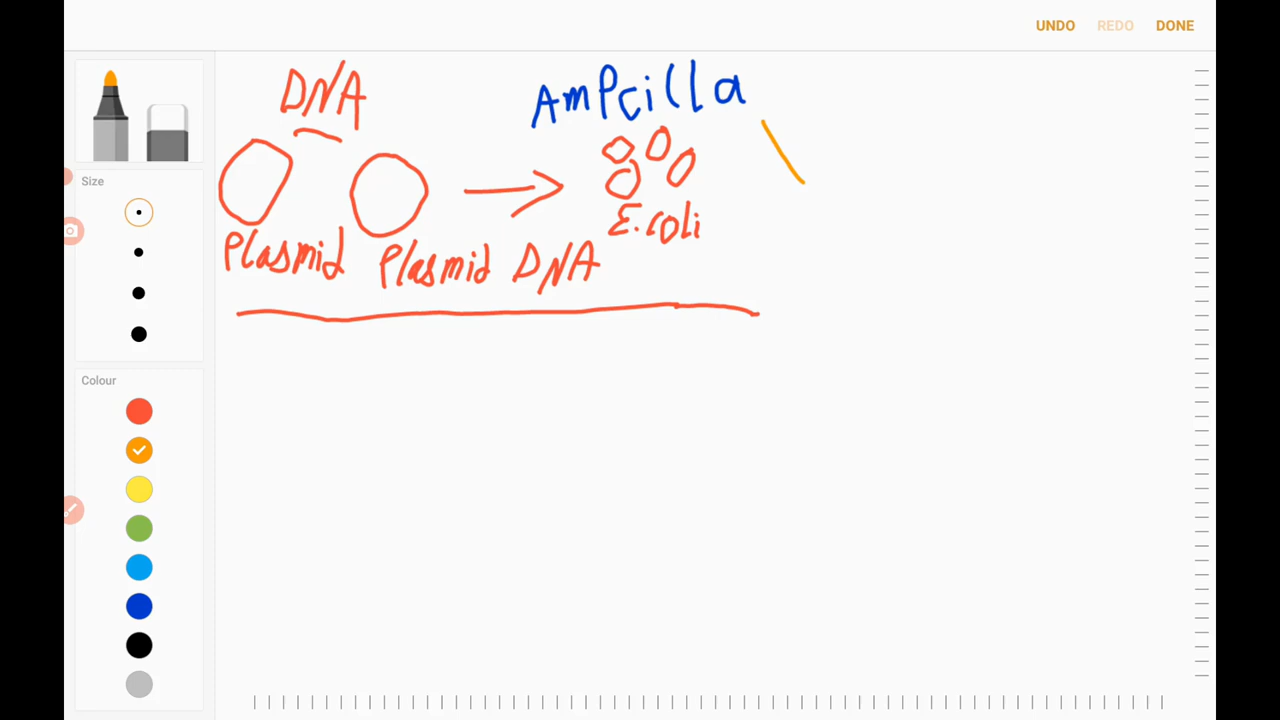 UNDO REDO DONE
Size
Colour
DNA
Ampcilla
Plasmid Plasmid DNA
E.coli